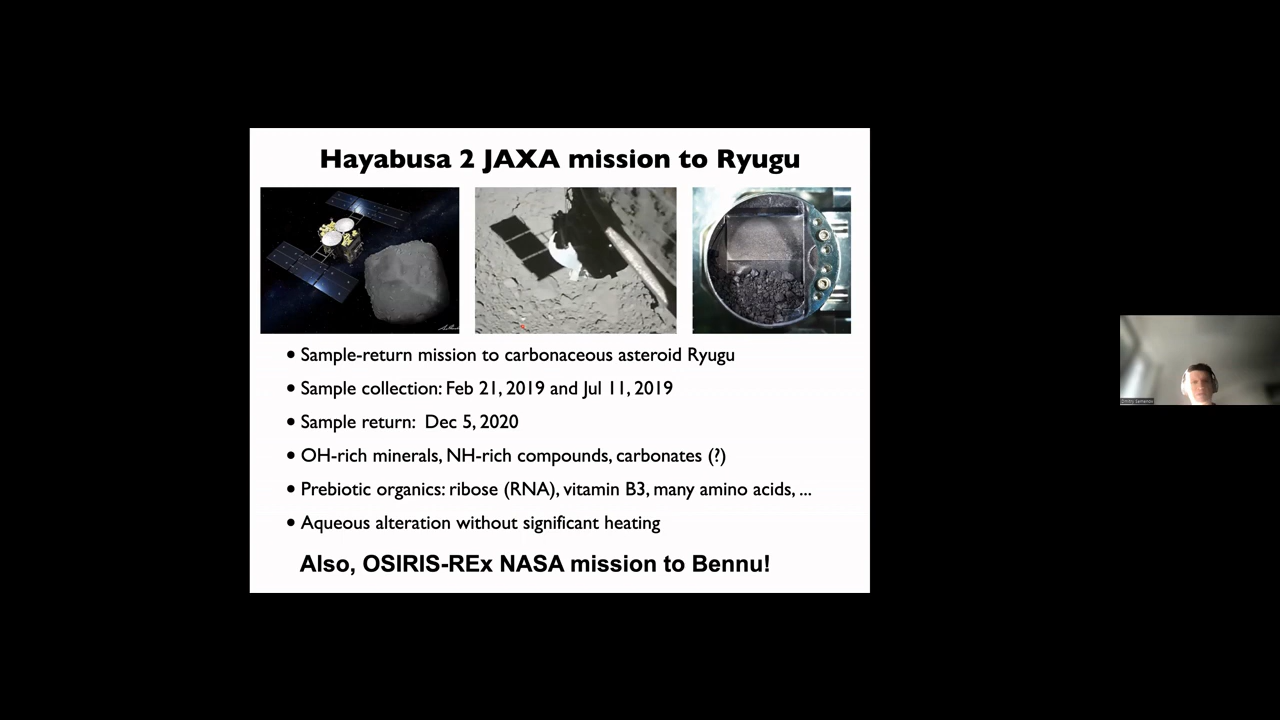 Hayabusa 2 JAXA mission to Ryugu
• Sample-return mission to carbonaceous asteroid Ryugu
• Sample collection: Feb 21, 2019 and Jul 11, 2019
• Sample return:  Dec 5, 2020
• OH-rich minerals, NH-rich compounds, carbonates (?)
• Prebiotic organics: ribose (RNA), vitamin B3, many amino acids, ...
• Aqueous alteration without significant heating
Also, OSIRIS-REx NASA mission to Bennu!